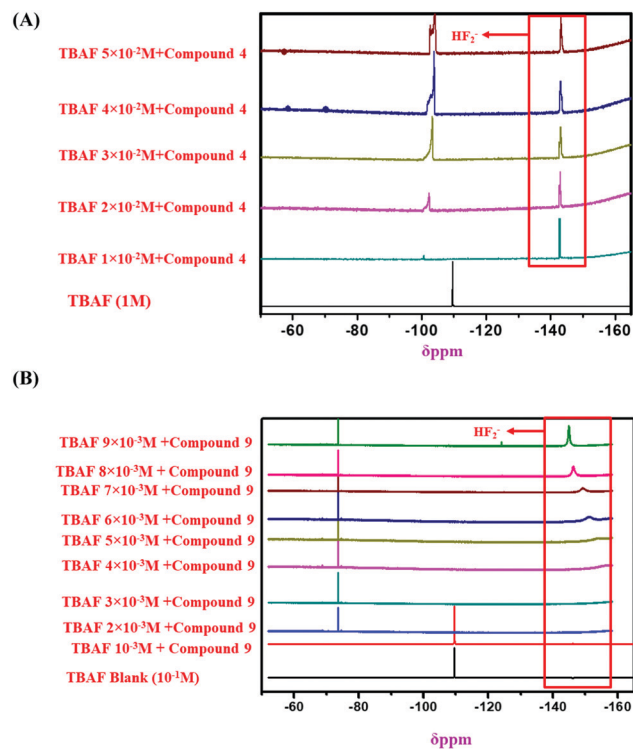 (A)
HF₂⁻
TBAF 5×10⁻²M+Compound 4
TBAF 4×10⁻²M+Compound 4
TBAF 3×10⁻²M+Compound 4
TBAF 2×10⁻²M+Compound 4
TBAF 1×10⁻²M+Compound 4
TBAF (1M)
-60 -80 -100 -120 -140 -160
δppm
(B)
HF₂⁻
TBAF 9×10⁻³M +Compound 9
TBAF 8×10⁻³M + Compound 9
TBAF 7×10⁻³M +Compound 9
TBAF 6×10⁻³M +Compound 9
TBAF 5×10⁻³M +Compound 9
TBAF 4×10⁻³M +Compound 9
TBAF 3×10⁻³M +Compound 9
TBAF 2×10⁻³M +Compound 9
TBAF 10⁻³M + Compound 9
TBAF Blank (10⁻¹M)
-60 -80 -100 -120 -140 -160
δppm